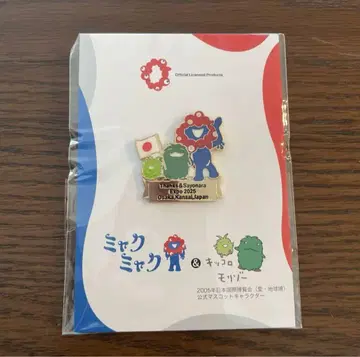 Official Licensed Products
Thanks & Sayonara
Expo 2025
Osaka,Kansai,Japan
ミャク
ミャク
&
キッコロ
モリゾー
2005年日本国際博覧会(愛・地球博)
公式マスコットキャラクター